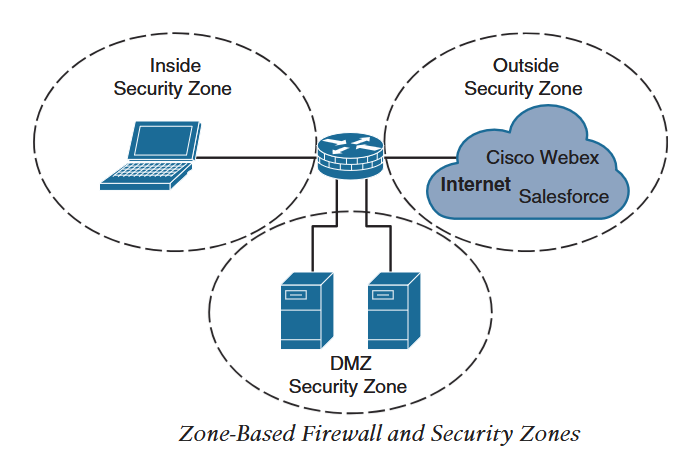 Inside
Security Zone
Outside
Security Zone
Cisco Webex
Internet
Salesforce
DMZ
Security Zone
Zone-Based Firewall and Security Zones